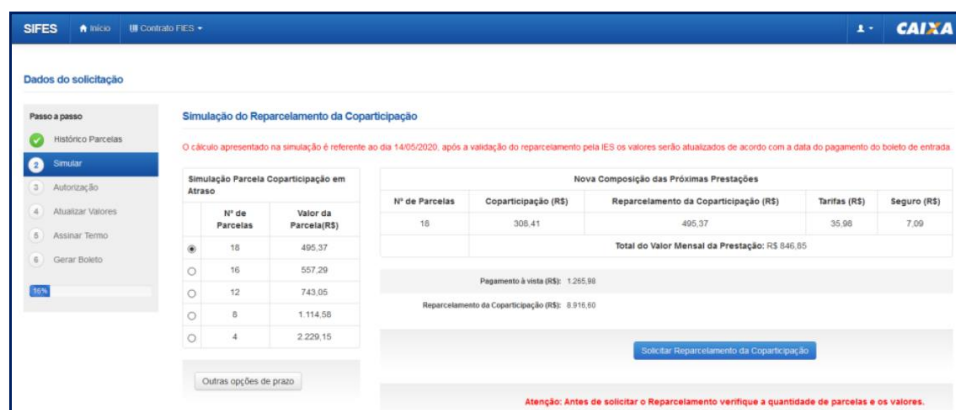 SIFES Início Contrato FIES CAIXA
Dados do solicitação
Passo a passo
Histórico Parcelas
2 Simular
3 Autorização
4 Atualizar Valores
5 Assinar Termo
6 Gerar Boleto
16%
Simulação do Reparcelamento da Coparticipação
O cálculo apresentado na simulação é referente ao dia 14/05/2020, após a validação do reparcelamento pela IES os valores serão atualizados de acordo com a data do pagamento do boleto de entrada
Simulação Parcela Coparticipação em
Atraso
Nº de Parcelas Valor da Parcela(R$)
18 495,37
16 557,29
12 743,05
8 1.114,58
4 2.229,15
Outras opções de prazo
Nova Composição das Próximas Prestações
Nº de Parcelas Coparticipação (R$) Reparcelamento da Coparticipação (R$) Tarifas (R$) Seguro (R$)
18 308,41 495,37 35,98 7,09
Total do Valor Mensal da Prestação: R$ 846,85
Pagamento à vista (R$): 1.265,98
Reparcelamento da Coparticipação (R$): 8.916,60
Solicitar Reparcelamento da Coparticipação
Atenção: Antes de solicitar o Reparcelamento verifique a quantidade de parcelas e os valores.